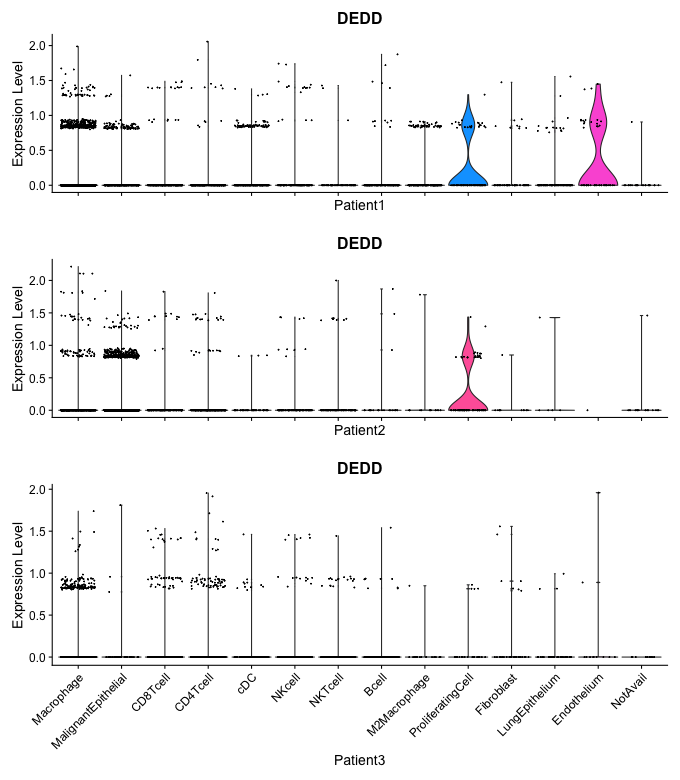 DEDD
Expression Level
2.0
1.5
1.0
0.5
0.0
Patient1
DEDD
Expression Level
2.0
1.5
1.0
0.5
0.0
Patient2
DEDD
Expression Level
2.0
1.5
1.0
0.5
0.0
Macrophage
MalignantEpithelial
CD8Tcell
CD4Tcell
cDC
NKcell
NKTcell
Bcell
M2Macrophage
ProliferatingCell
Fibroblast
LungEpithelium
Endothelium
NotAvail
Patient3